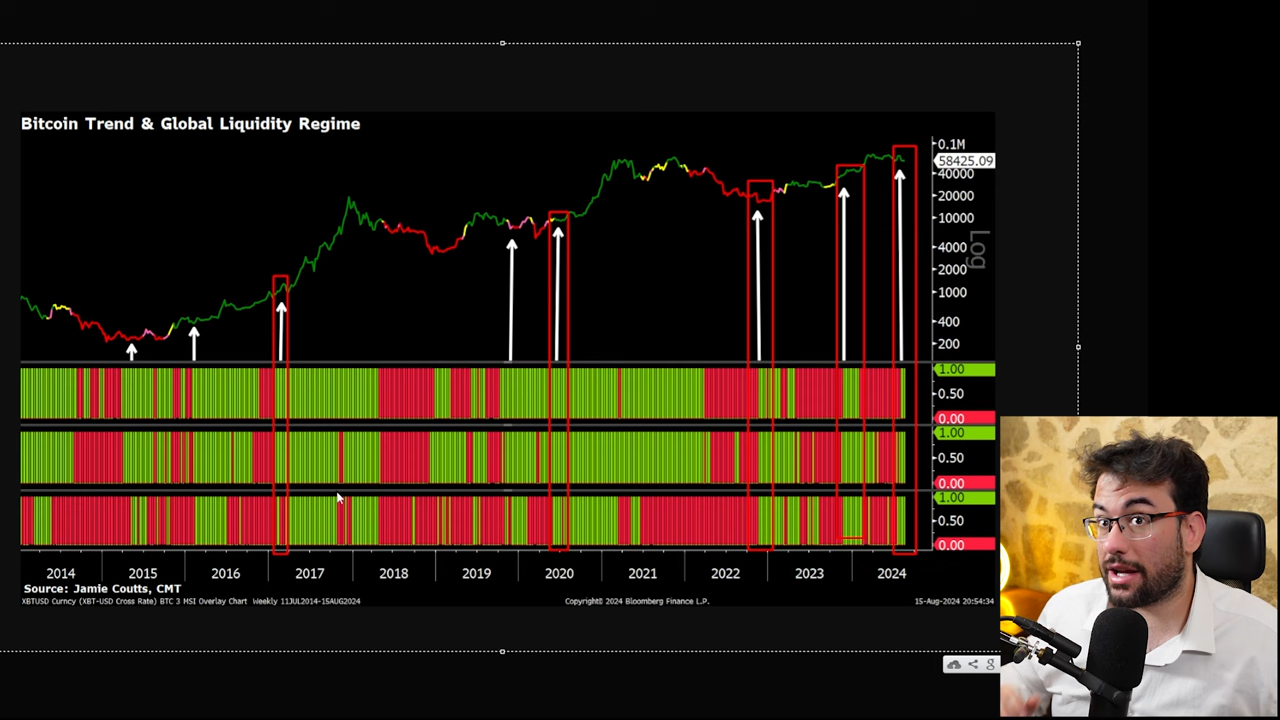 Bitcoin Trend & Global Liquidity Regime
0.1M
58425.09
40000
20000
10000
4000
Log
2000
1000
400
200
1.00
0.50
0.00
1.00
0.50
0.00
1.00
0.50
0.00
2014 2015 2016 2017 2018 2019 2020 2021 2022 2023 2024
Source: Jamie Coutts, CMT
XBTUSD Curncy (XBT-USD Cross Rate) BTC 3 MSI Overlay Chart Weekly 11JUL2014-15AUG2024 Copyright© 2024 Bloomberg Finance L.P. 15-Aug-2024 20:54:34
g